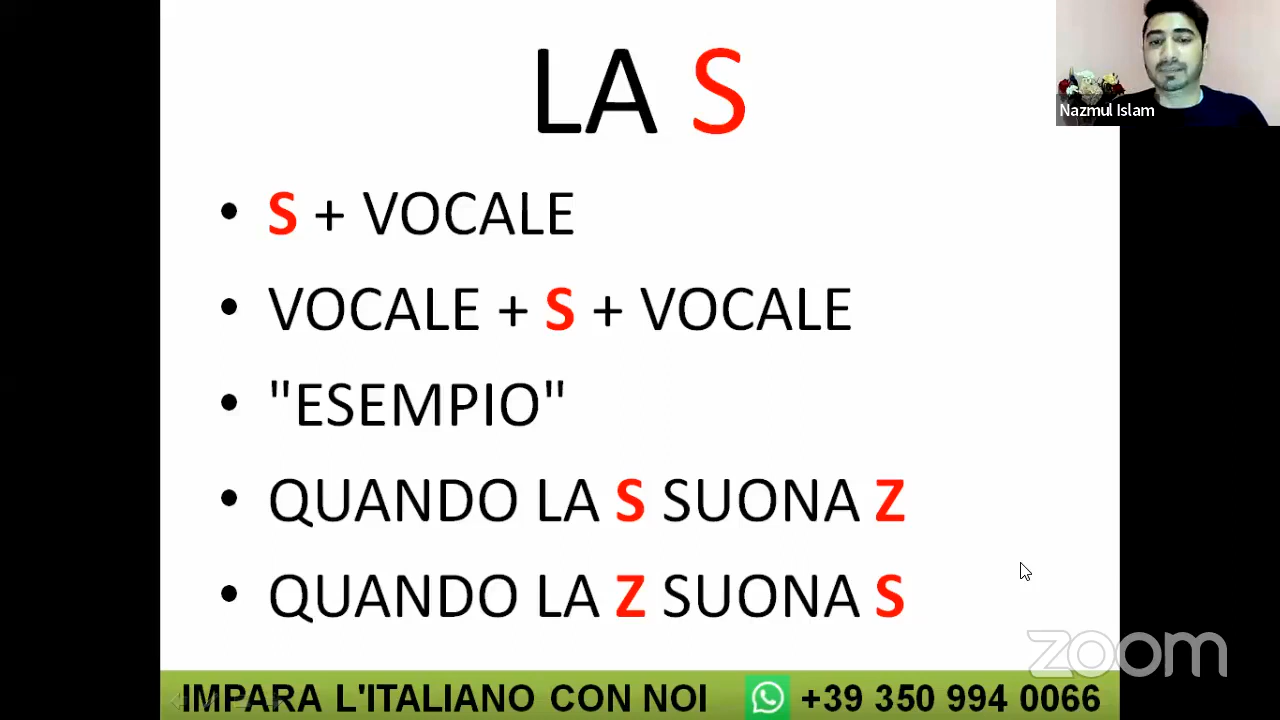 LA S
Nazmul Islam
• S + VOCALE
• VOCALE + S + VOCALE
• "ESEMPIO"
• QUANDO LA S SUONA Z
• QUANDO LA Z SUONA S
zoom
IMPARA L'ITALIANO CON NOI +39 350 994 0066